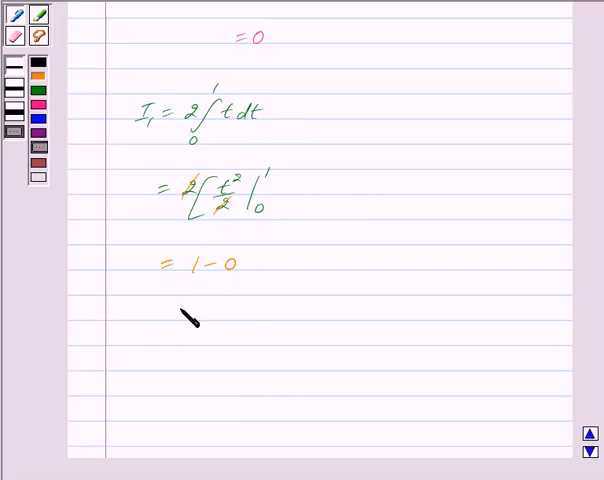 = 0
I₁ = 2 ∫₀¹ t dt
= 2 [ t²/2 |₀¹
= 1 - 0